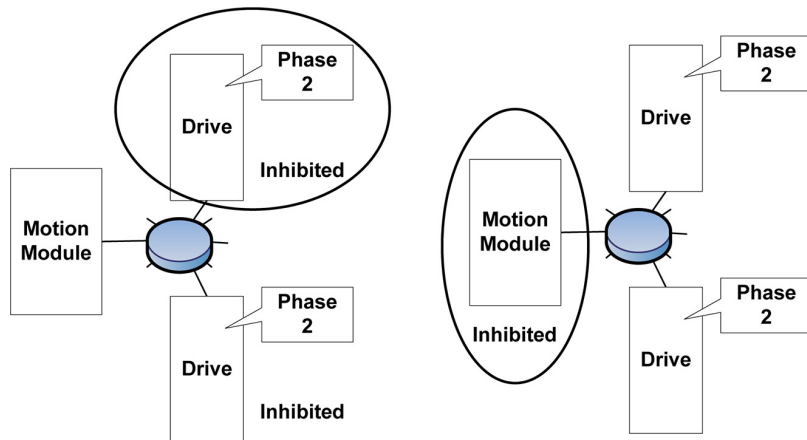 Phase
2
Drive
Inhibited
Motion
Module
Phase
2
Drive
Inhibited
Phase
2
Drive
Motion
Module
Inhibited
Phase
2
Drive